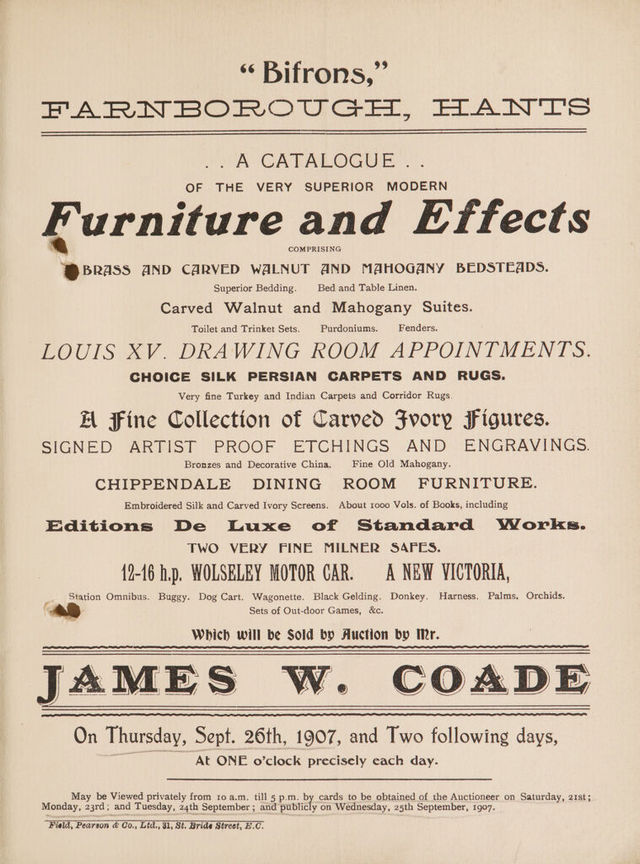 “Bifrons,”
FARNBOROUGH, HANTS
. . A CATALOGUE . .
OF THE VERY SUPERIOR MODERN
Furniture and Effects
COMPRISING
BRASS AND CARVED WALNUT AND MAHOGANY BEDSTEADS.
Superior Bedding. Bed and Table Linen.
Carved Walnut and Mahogany Suites.
Toilet and Trinket Sets. Purdoniums. Fenders.
LOUIS XV. DRAWING ROOM APPOINTMENTS.
CHOICE SILK PERSIAN CARPETS AND RUGS.
Very fine Turkey and Indian Carpets and Corridor Rugs
A Fine Collection of Carved Ivory Figures.
SIGNED ARTIST PROOF ETCHINGS AND ENGRAVINGS.
Bronzes and Decorative China. Fine Old Mahogany.
CHIPPENDALE DINING ROOM FURNITURE.
Embroidered Silk and Carved Ivory Screens. About 1000 Vols. of Books, including
Editions De Luxe of Standard Works.
TWO VERY FINE MILNER SAFES.
12-16 h.p. WOLSELEY MOTOR CAR. A NEW VICTORIA,
Station Omnibus. Buggy. Dog Cart. Wagonette. Black Gelding. Donkey. Harness. Palms. Orchids.
Sets of Out-door Games, &c.
Which will be Sold by Auction by Mr.
JAMES W. COADE
On Thursday, Sept. 26th, 1907, and Two following days,
At ONE o’clock precisely each day.
May be Viewed privately from 10 a.m. till 5 p.m. by cards to be obtained of the Auctioneer on Saturday, 21st;
Monday, 23rd; and Tuesday, 24th September; and publicly on Wednesday, 25th September, 1907.
Field, Pearson & Co., Ltd., 31, St. Bride Street, E.C.